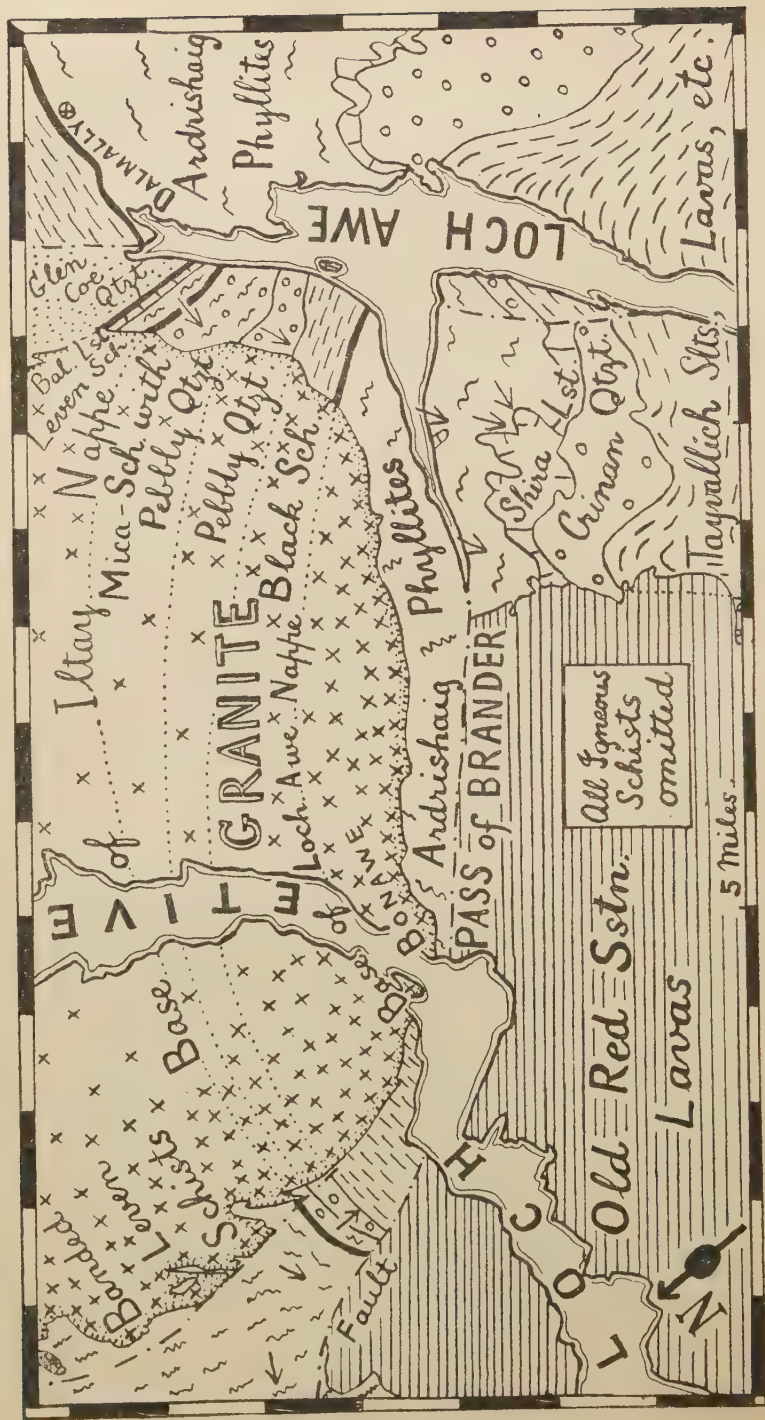 DALMALLY
Ardrishaig
Phyllites
LOCH AWE
Lavas, etc.
Glen
Coe
Qtzt
Bal. Lst
Leven Sch
Iltay Nappe
Mica-Sch. with
Pebbly Qtzt
Pebbly Qtzt
Black Sch
GRANITE
Loch Awe Nappe
Ardrishaig Phyllites
PASS of BRANDER
Shira Lst
Crinan Qtzt.
Tayvallich Slts.,
All Igneous
Schists
omitted
5 Miles.
of
LOCH ETIVE
Base of BONAWE
Base
Banded
Leven
Schists
Fault
Old Red Sstn.
Lavas
N